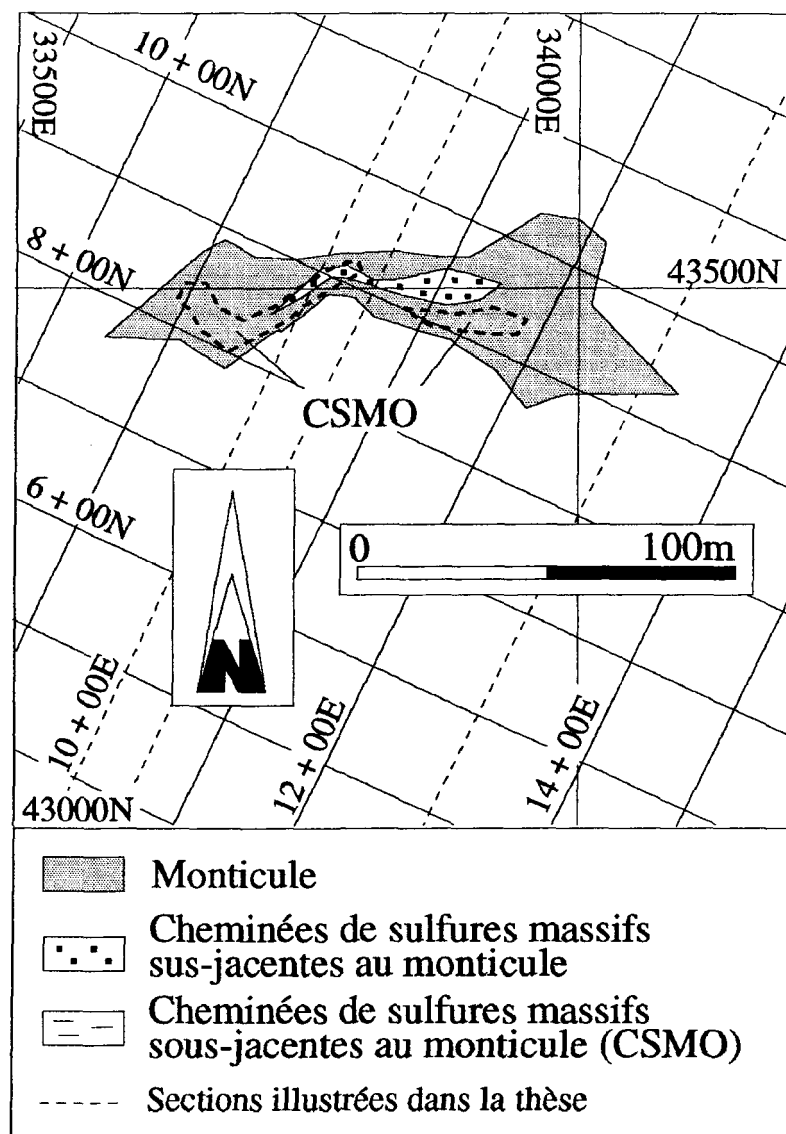 33500E
10 + 00N
34000E
8 + 00N
43500N
CSMO
6 + 00N
0 100m
N
10 + 00E
12 + 00E
14 + 00E
43000N
Monticule
Cheminées de sulfures massifs
sus-jacentes au monticule
Cheminées de sulfures massifs
sous-jacentes au monticule (CSMO)
Sections illustrées dans la thèse